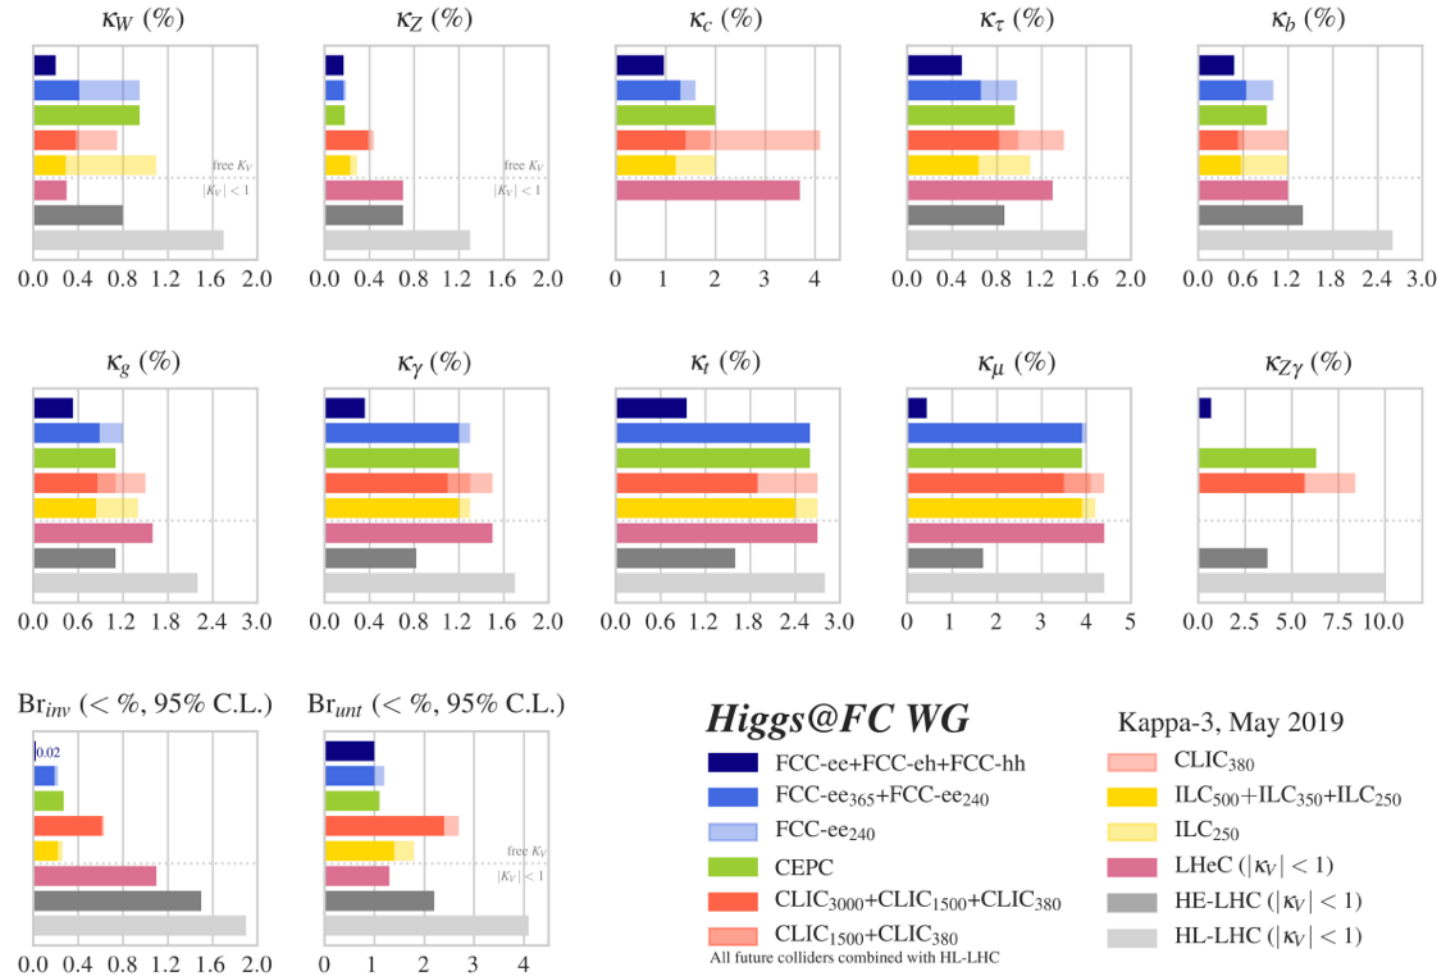 κW (%) κZ (%) κc (%) κτ (%) κb (%)
free KV free KV
|KV| < 1 |KV| < 1
0.0 0.4 0.8 1.2 1.6 2.0 0.0 0.4 0.8 1.2 1.6 2.0 0 1 2 3 4 0.0 0.4 0.8 1.2 1.6 2.0 0.0 0.6 1.2 1.8 2.4 3.0
κg (%) κγ (%) κt (%) κμ (%) κZγ (%)
0.0 0.6 1.2 1.8 2.4 3.0 0.0 0.4 0.8 1.2 1.6 2.0 0.0 0.6 1.2 1.8 2.4 3.0 0 1 2 3 4 5 0.0 2.5 5.0 7.5 10.0
Brinv (< %, 95% C.L.) Brunt (< %, 95% C.L.)
0.02
free KV
|KV| < 1
0.0 0.4 0.8 1.2 1.6 2.0 0 1 2 3 4
Higgs@FC WG Kappa-3, May 2019
FCC-ee+FCC-eh+FCC-hh
FCC-ee365+FCC-ee240
FCC-ee240
CEPC
CLIC3000+CLIC1500+CLIC380
CLIC1500+CLIC380
All future colliders combined with HL-LHC
CLIC380
ILC500+ILC350+ILC250
ILC250
LHeC (|κV| < 1)
HE-LHC (|κV| < 1)
HL-LHC (|κV| < 1)